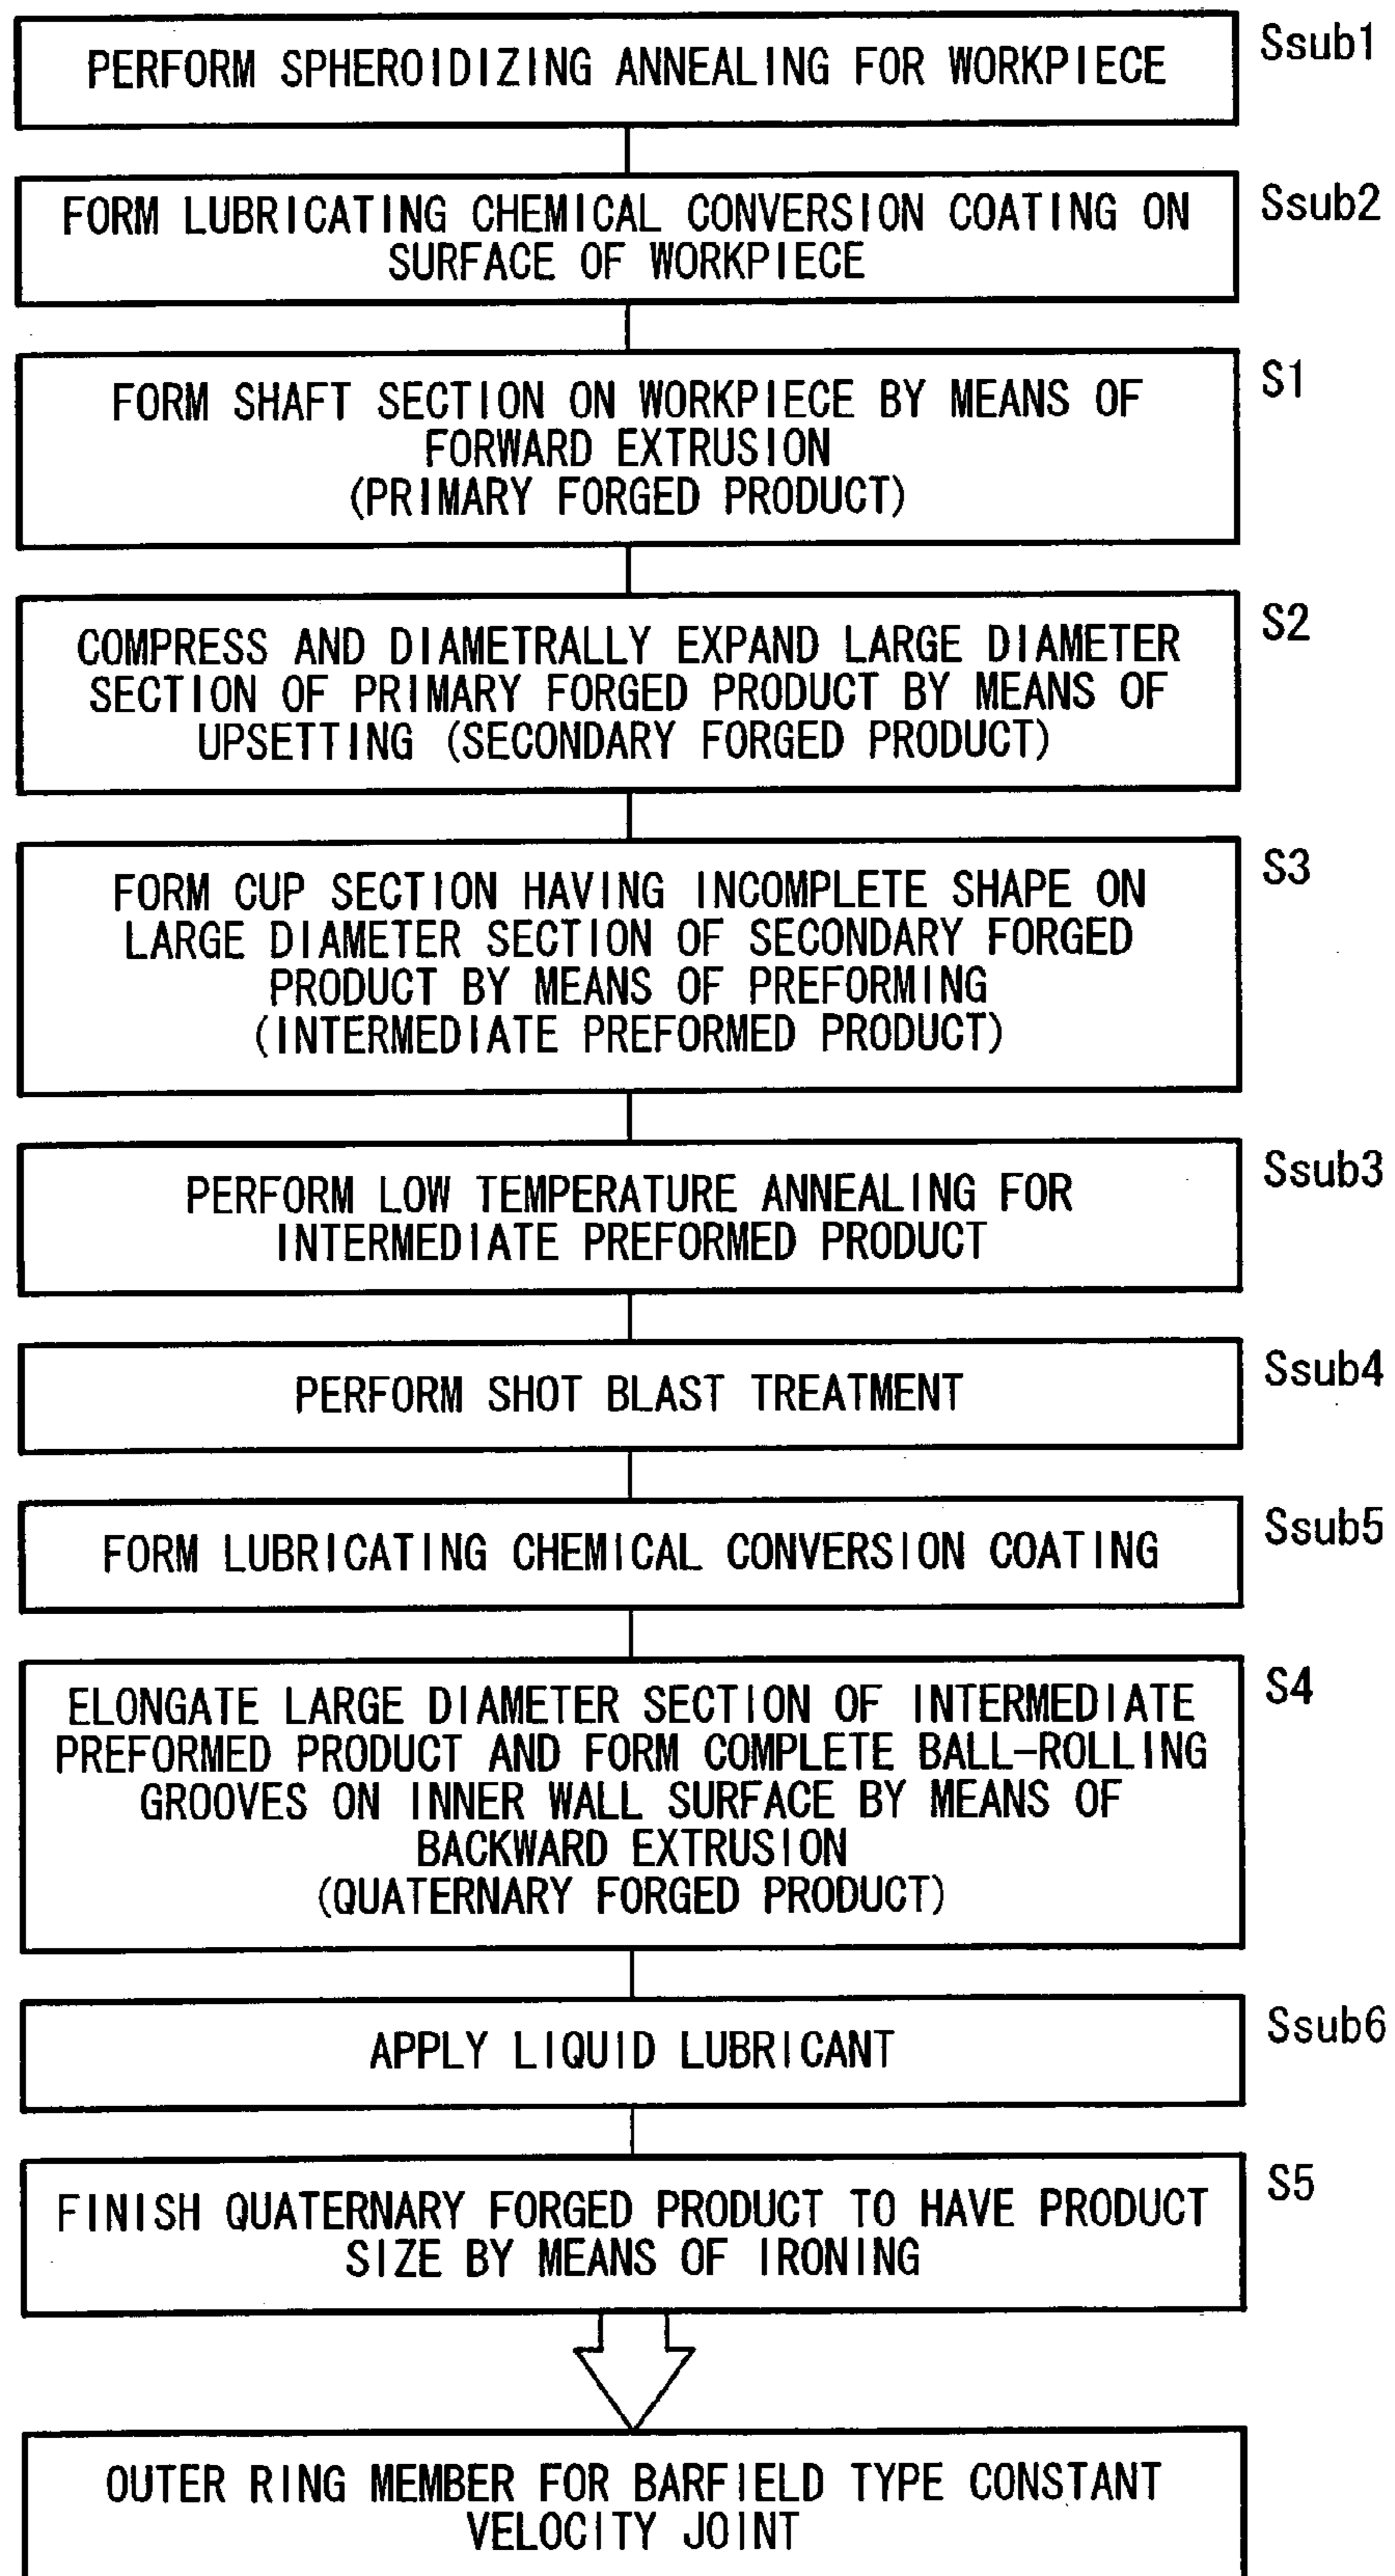 PERFORM SPHEROIDIZING ANNEALING FOR WORKPIECE
Ssub1
FORM LUBRICATING CHEMICAL CONVERSION COATING ON
SURFACE OF WORKPIECE
Ssub2
FORM SHAFT SECTION ON WORKPIECE BY MEANS OF
FORWARD EXTRUSION
(PRIMARY FORGED PRODUCT)
S1
COMPRESS AND DIAMETRALLY EXPAND LARGE DIAMETER
SECTION OF PRIMARY FORGED PRODUCT BY MEANS OF
UPSETTING (SECONDARY FORGED PRODUCT)
S2
FORM CUP SECTION HAVING INCOMPLETE SHAPE ON
LARGE DIAMETER SECTION OF SECONDARY FORGED
PRODUCT BY MEANS OF PREFORMING
(INTERMEDIATE PREFORMED PRODUCT)
S3
PERFORM LOW TEMPERATURE ANNEALING FOR
INTERMEDIATE PREFORMED PRODUCT
Ssub3
PERFORM SHOT BLAST TREATMENT
Ssub4
FORM LUBRICATING CHEMICAL CONVERSION COATING
Ssub5
ELONGATE LARGE DIAMETER SECTION OF INTERMEDIATE
PREFORMED PRODUCT AND FORM COMPLETE BALL-ROLLING
GROOVES ON INNER WALL SURFACE BY MEANS OF
BACKWARD EXTRUSION
(QUATERNARY FORGED PRODUCT)
S4
APPLY LIQUID LUBRICANT
Ssub6
FINISH QUATERNARY FORGED PRODUCT TO HAVE PRODUCT
SIZE BY MEANS OF IRONING
S5
OUTER RING MEMBER FOR BARFIELD TYPE CONSTANT
VELOCITY JOINT